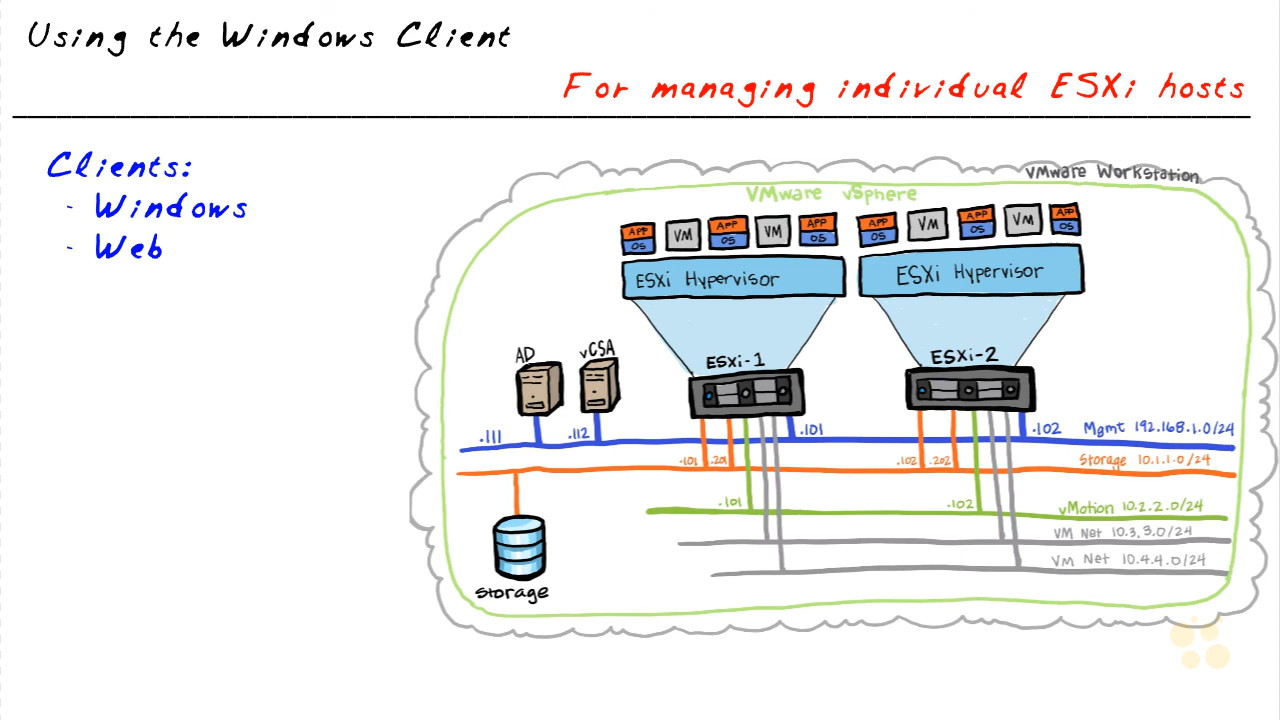 Using the Windows Client
For managing individual ESXi hosts
Clients:
- Windows
- Web
VMware Workstation
VMware vSphere
APP
OS
VM
APP
OS
VM
APP
OS
APP
OS
VM
APP
OS
VM
APP
OS
ESXi Hypervisor
ESXi Hypervisor
AD
vCSA
ESXi-1
ESXi-2
.111
.112
.101
.102
Mgmt 192.168.1.0/24
.101
.201
.102
.202
Storage 10.1.1.0/24
.101
.102
vMotion 10.2.2.0/24
VM Net 10.3.3.0/24
VM Net 10.4.4.0/24
Storage